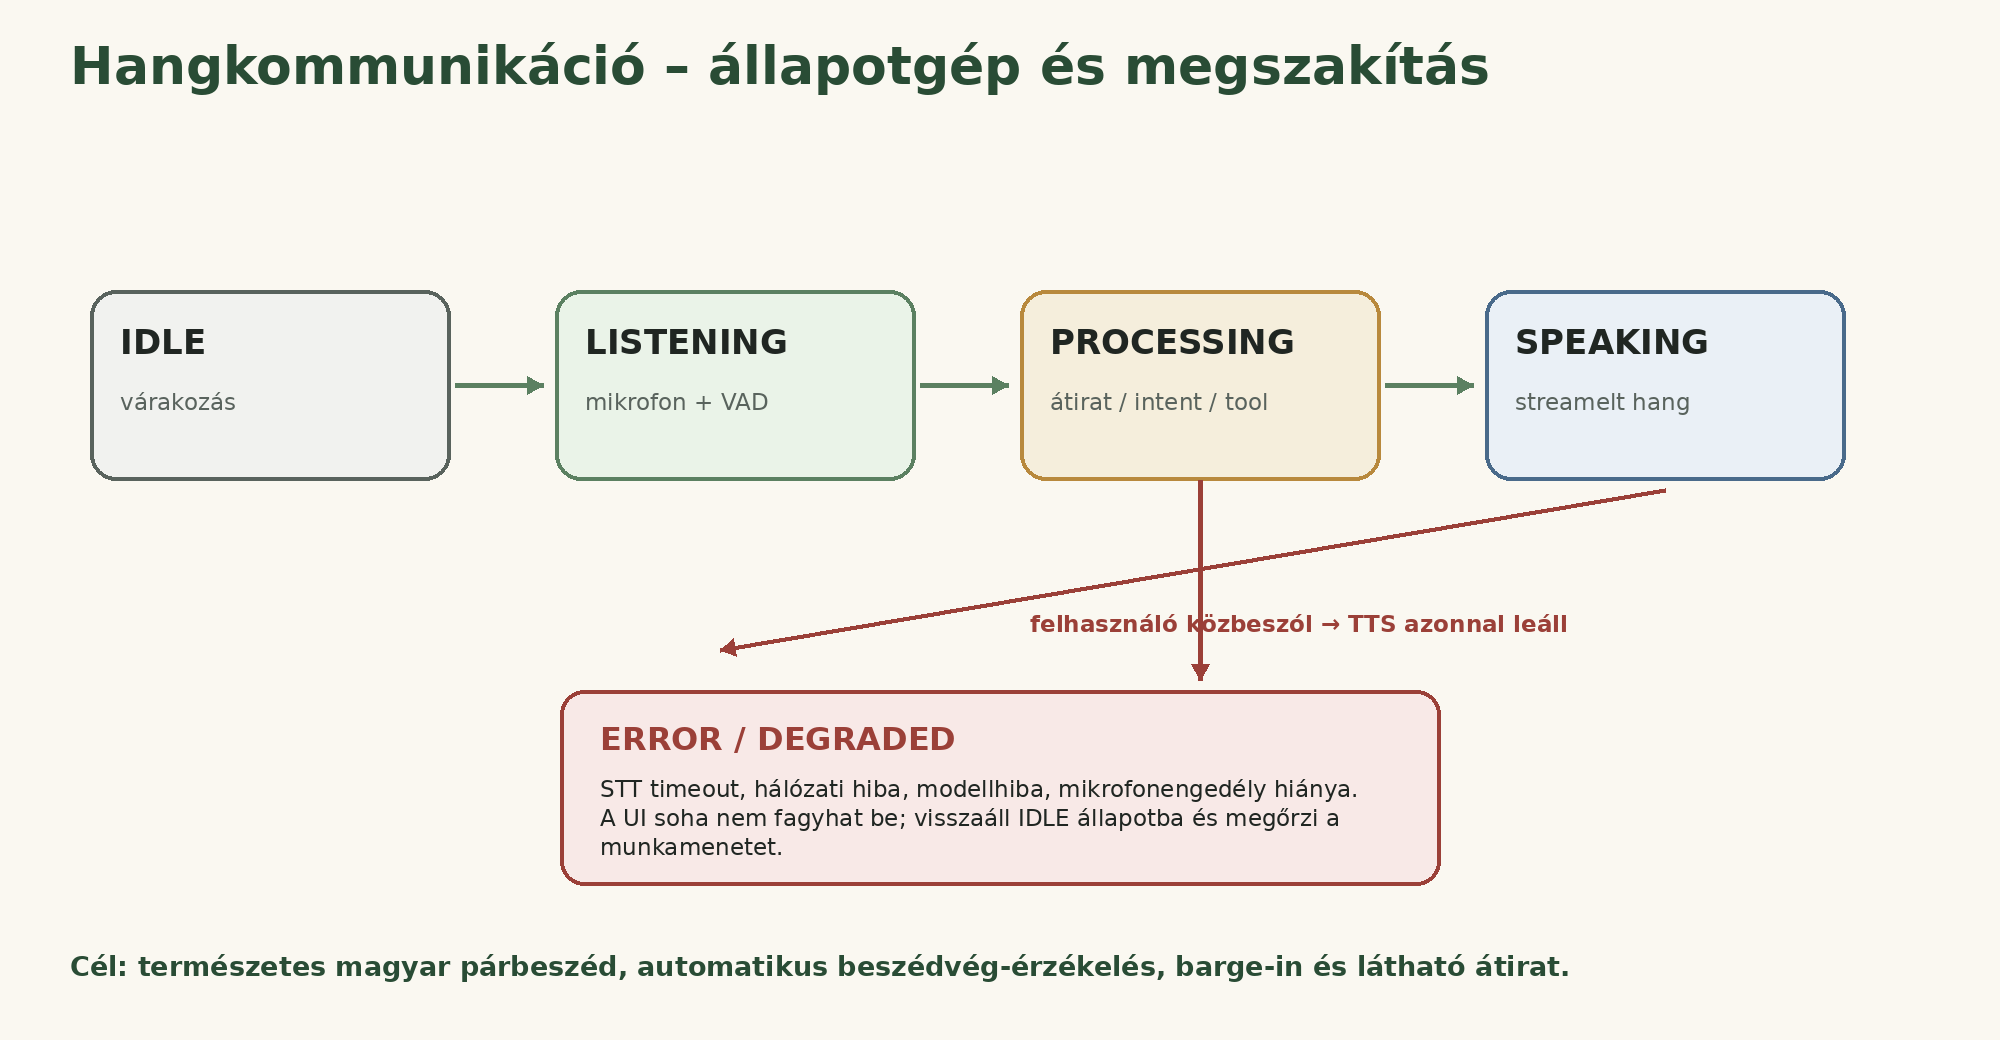 Hangkommunikáció – állapotgép és megszakítás
IDLE
várakozás
LISTENING
mikrofon + VAD
PROCESSING
átirat / intent / tool
SPEAKING
streamelt hang
felhasználó közbeszól → TTS azonnal leáll
ERROR / DEGRADED
STT timeout, hálózati hiba, modellhiba, mikrofonengedély hiánya.
A UI soha nem fagyhat be; visszaáll IDLE állapotba és megőrzi a
munkamenetet.
Cél: természetes magyar párbeszéd, automatikus beszédvég-érzékelés, barge-in és látható átirat.